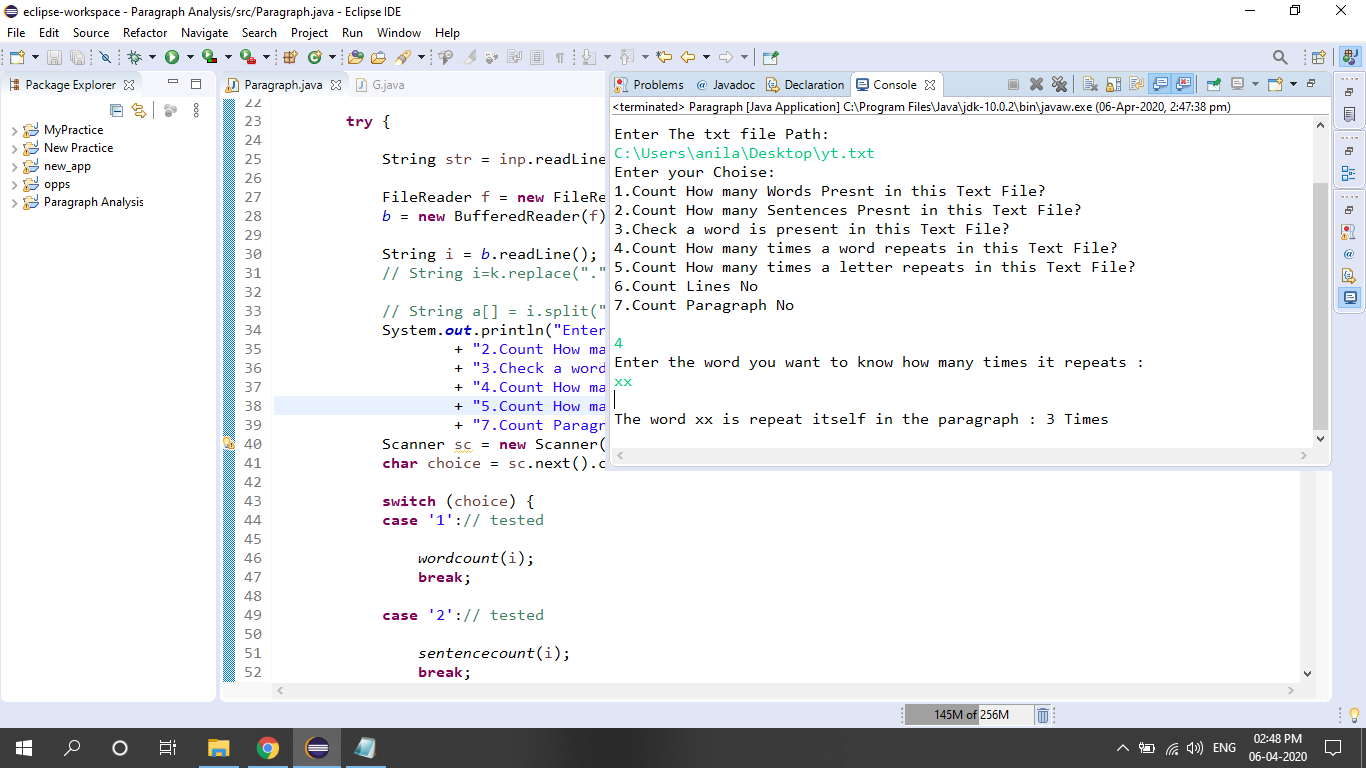 eclipse-workspace - Paragraph Analysis/src/Paragraph.java - Eclipse IDE
File Edit Source Refactor Navigate Search Project Run Window Help
Package Explorer
MyPractice
New Practice
new_app
opps
Paragraph Analysis
Paragraph.java G.java
22
23 try {
24
25 String str = inp.readLine
26
27 FileReader f = new FileRe
28 b = new BufferedReader(f)
29
30 String i = b.readLine();
31 // String i=k.replace("."
32
33 // String a[] = i.split("
34 System.out.println("Enter
35 + "2.Count How ma
36 + "3.Check a word
37 + "4.Count How ma
38 + "5.Count How ma
39 + "7.Count Paragr
40 Scanner sc = new Scanner(
41 char choice = sc.next().c
42
43 switch (choice) {
44 case '1':// tested
45
46 wordcount(i);
47 break;
48
49 case '2':// tested
50
51 sentencecount(i);
52 break;
Problems @ Javadoc Declaration Console
<terminated> Paragraph [Java Application] C:\Program Files\Java\jdk-10.0.2\bin\javaw.exe (06-Apr-2020, 2:47:38 pm)
Enter The txt file Path:
C:\Users\anila\Desktop\yt.txt
Enter your Choise:
1.Count How many Words Presnt in this Text File?
2.Count How many Sentences Presnt in this Text File?
3.Check a word is present in this Text File?
4.Count How many times a word repeats in this Text File?
5.Count How many times a letter repeats in this Text File?
6.Count Lines No
7.Count Paragraph No
4
Enter the word you want to know how many times it repeats :
xx
The word xx is repeat itself in the paragraph : 3 Times
145M of 256M
ENG
02:48 PM
06-04-2020